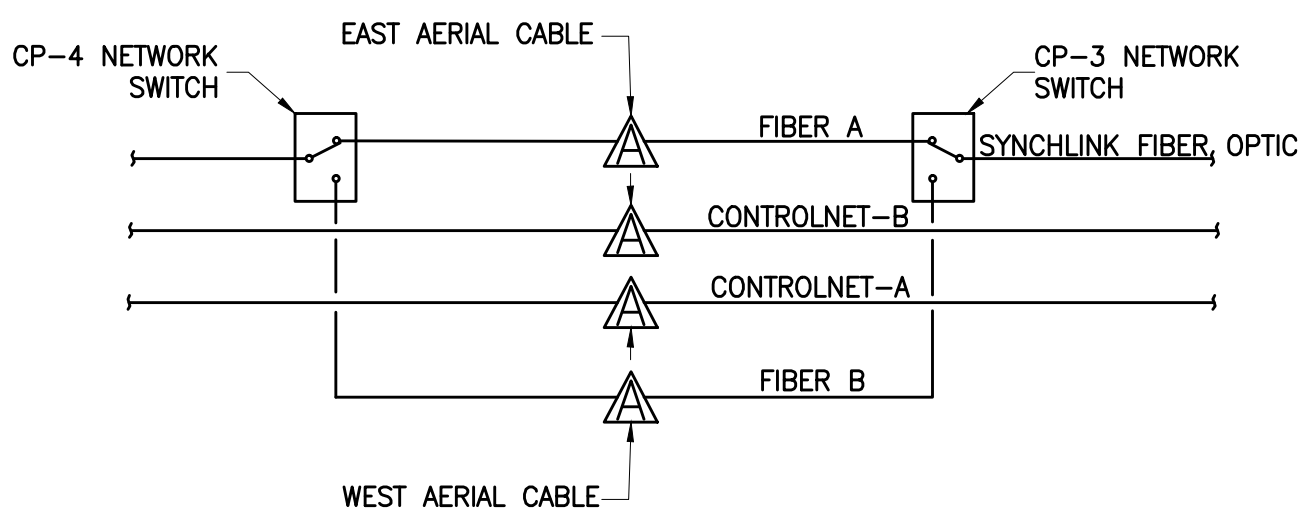 EAST AERIAL CABLE
CP-4 NETWORK
SWITCH
CP-3 NETWORK
SWITCH
FIBER A
A
SYNCHLINK FIBER OPTIC
CONTROLNET-B
A
CONTROLNET-A
A
FIBER B
A
WEST AERIAL CABLE